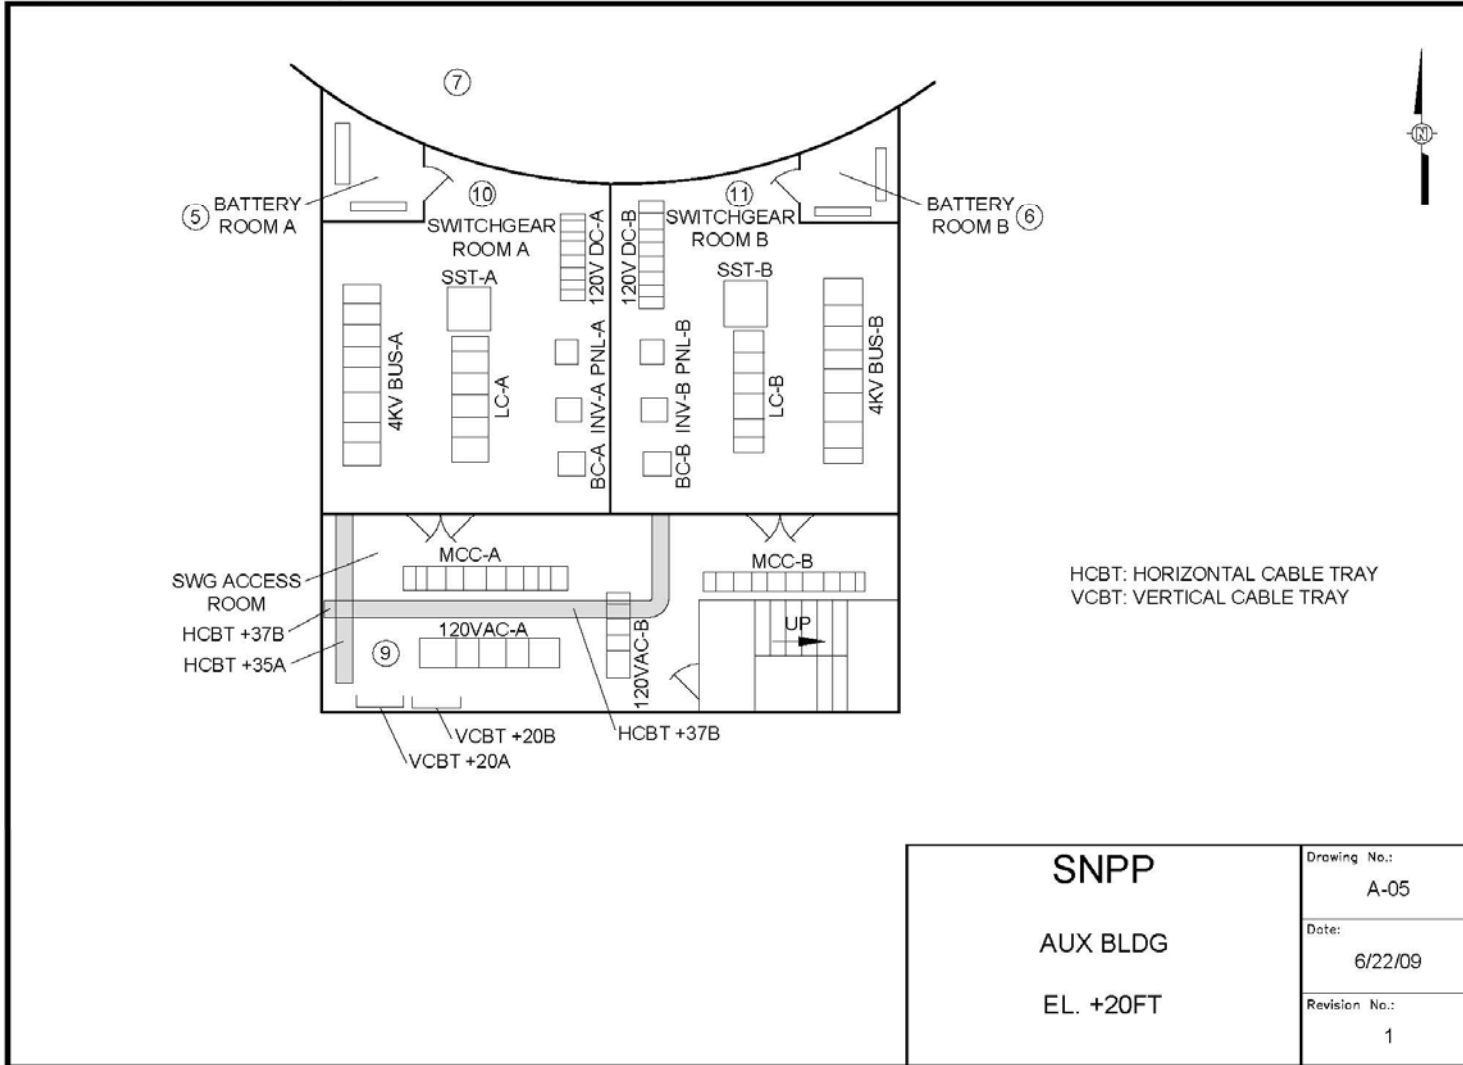 7
N
5
BATTERY
ROOM A
10
SWITCHGEAR
ROOM A
120V DC-A
120V DC-B
11
SWITCHGEAR
ROOM B
BATTERY
ROOM B
6
SST-A
SST-B
4KV BUS-A
LC-A
PNL-A
INV-A
BC-A
PNL-B
INV-B
BC-B
LC-B
4KV BUS-B
MCC-A
MCC-B
SWG ACCESS
ROOM
HCBT +37B
HCBT +35A
9
120VAC-A
120VAC-B
UP
VCBT +20B
VCBT +20A
HCBT +37B
HCBT: HORIZONTAL CABLE TRAY
VCBT: VERTICAL CABLE TRAY
SNPP
AUX BLDG
EL. +20FT
Drawing No.:
A-05
Date:
6/22/09
Revision No.:
1